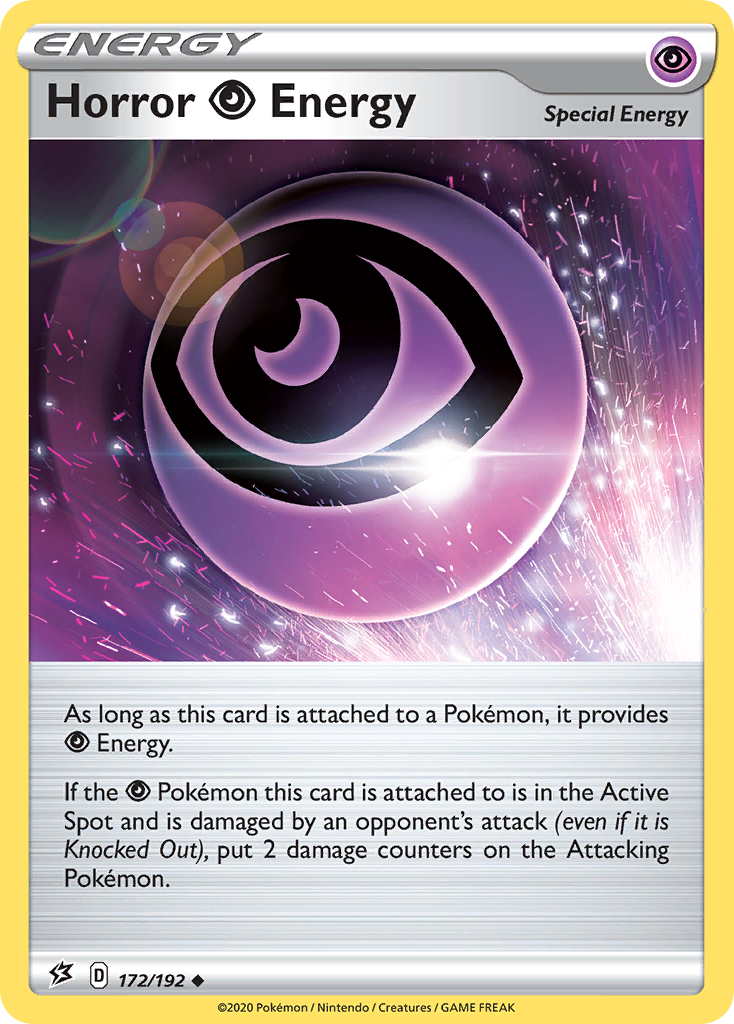 ENERGY
Horror Energy
Special Energy
As long as this card is attached to a Pokémon, it provides
Energy.
If the Pokémon this card is attached to is in the Active
Spot and is damaged by an opponent's attack (even if it is
Knocked Out), put 2 damage counters on the Attacking
Pokémon.
D 172/192
©2020 Pokémon / Nintendo / Creatures / GAME FREAK